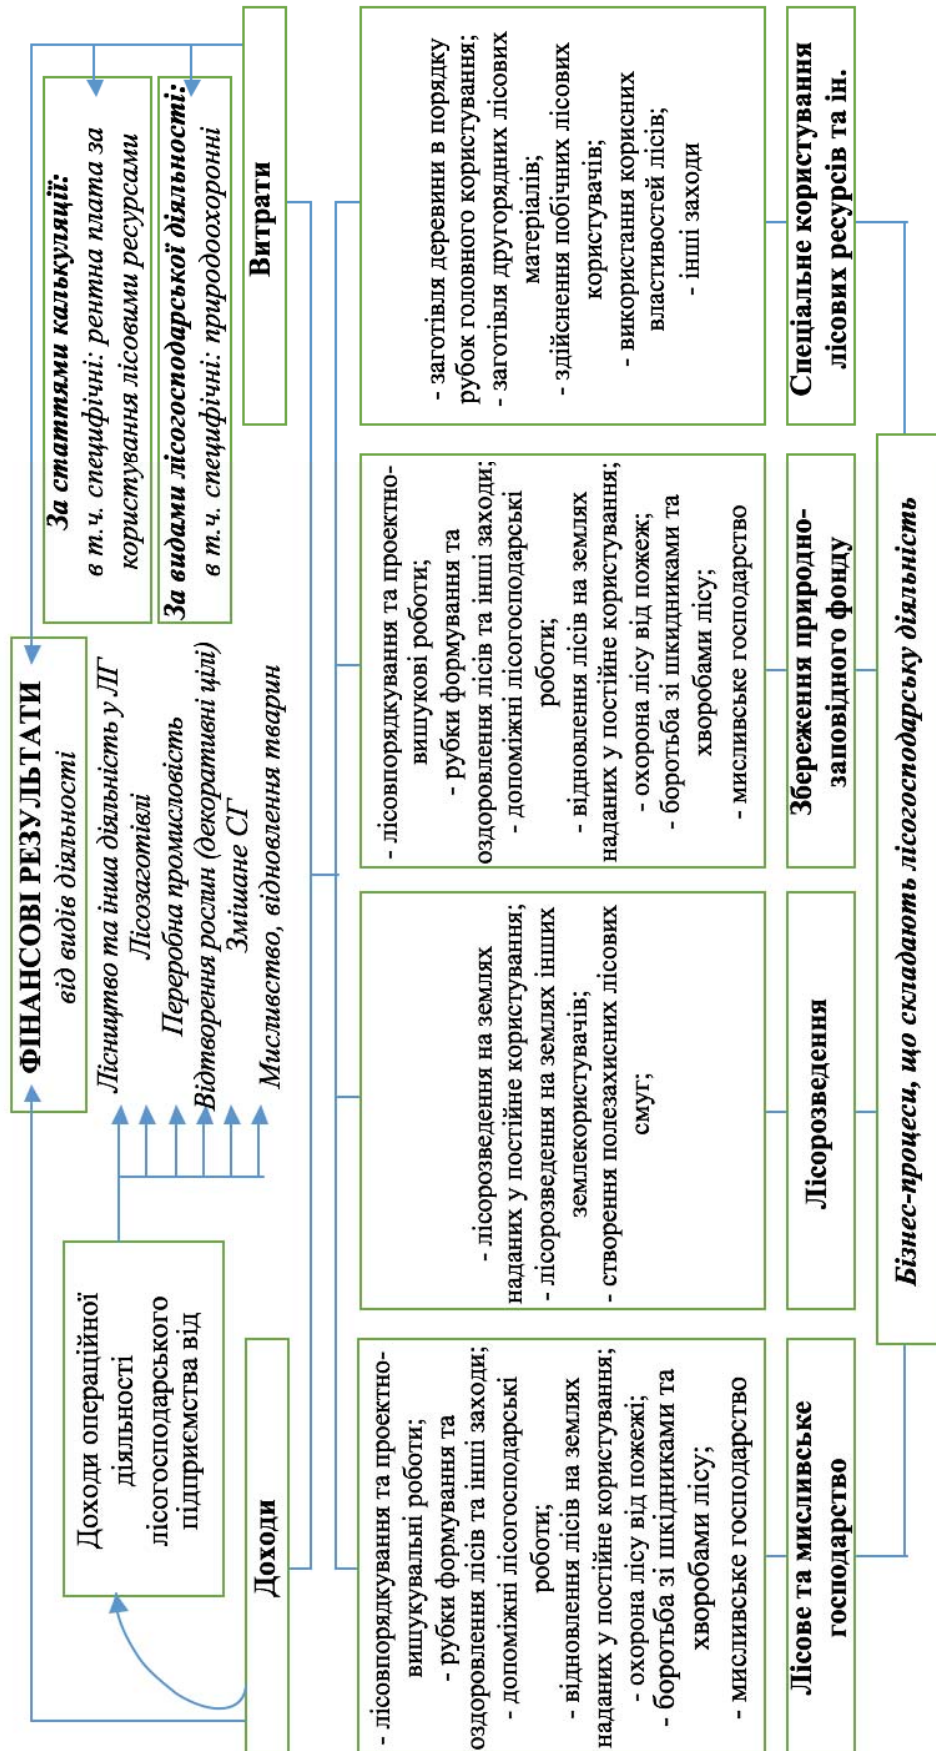 ФІНАНСОВІ РЕЗУЛЬТАТИ
від видів діяльності
Доходи операційної
діяльності
лісогосподарського
підприємства від
Лісництво та інша діяльність у ЛГ
Лісозаготівлі
Переробна промисловість
Відтворення рослин (декоративні цілі)
Змішане СГ
Мисливство, відновлення тварин
За статтями калькуляції:
в т.ч. специфічні: рентна плата за
користування лісовими ресурсами
За видами лісогосподарської діяльності:
в т.ч. специфічні: природоохоронні
Доходи
Витрати
- лісовпорядкування та проектно-
вишукувальні роботи;
- рубки формування та
оздоровлення лісів та інші заходи;
- допоміжні лісогосподарські
роботи;
- відновлення лісів на землях
наданих у постійне користування;
- охорона лісу від пожежі;
- боротьба зі шкідниками та
хворобами лісу;
- мисливське господарство
- лісорозведення на землях
наданих у постійне користування;
- лісорозведення на землях інших
землекористувачів;
- створення полезахисних лісових
смуг;
- лісовпорядкування та проектно-
вишукові роботи;
- рубки формування та
оздоровлення лісів та інші заходи;
- допоміжні лісогосподарські
роботи;
- відновлення лісів на землях
наданих у постійне користування;
- охорона лісу від пожеж;
- боротьба зі шкідниками та
хворобами лісу;
- мисливське господарство
- заготівля деревини в порядку
рубок головного користування;
- заготівля другорядних лісових
матеріалів;
- здійснення побічних лісових
користувачів;
- використання корисних
властивостей лісів;
- інші заходи
Лісове та мисливське
господарство
Лісорозведення
Збереження природно-
заповідного фонду
Спеціальне користування
лісових ресурсів та ін.
Бізнес-процеси, що складають лісогосподарську діяльність